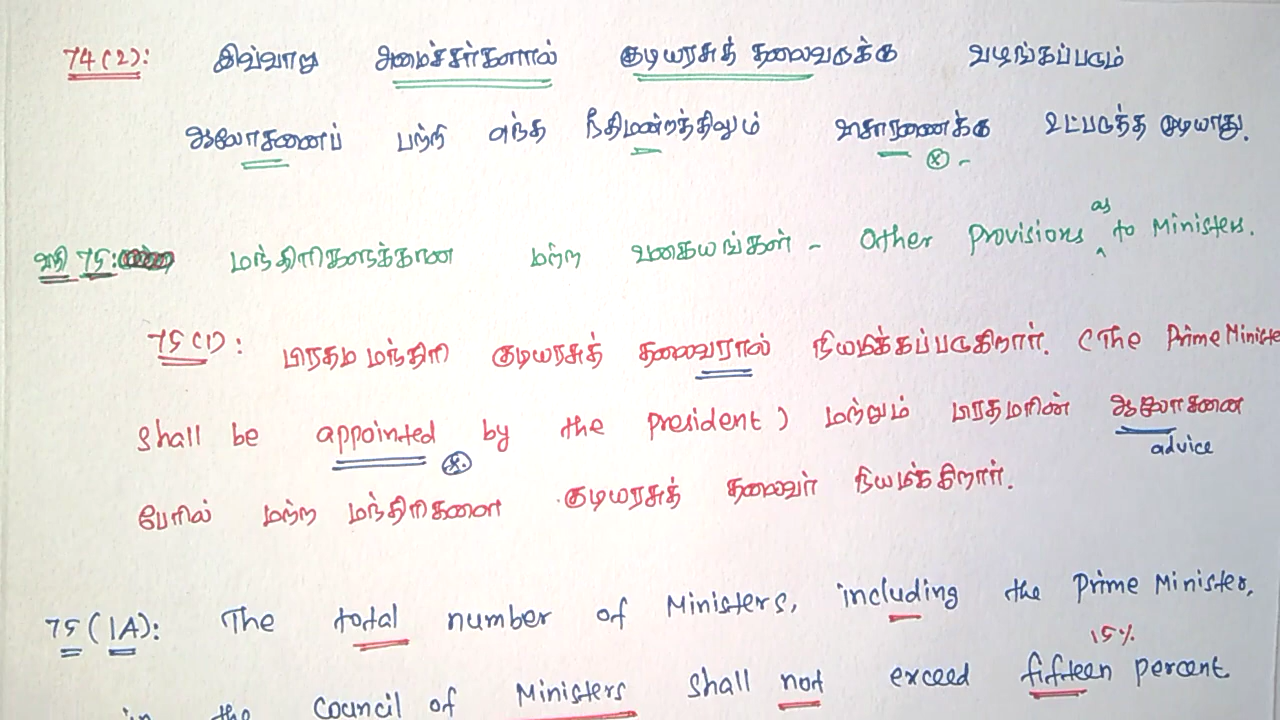 74(2): இவ்வாறு அமைச்சர்களால் குடியரசுத் தலைவருக்கு வழங்கப்படும்
ஆலோசனைப் பற்றி எந்த நீதிமன்றத்திலும் விசாரணைக்கு உட்படுத்த முடியாது.
விதி 75: மந்திரிகளுக்கான மற்ற வகையங்கள் - Other Provisions as to Ministers.
75(1): பிரதம மந்திரி குடியரசுத் தலைவரால் நியமிக்கப்படுகிறார். (The Prime Ministe
shall be appointed by the President) மற்றும் பிரதமரின் ஆலோசனை
advice
பேரில் மற்ற மந்திரிகளை குடியரசுத் தலைவர் நியமிக்கிறார்.
75(1A): The total number of Ministers, including the Prime Minister,
15%
in the Council of Ministers shall not exceed fifteen percent